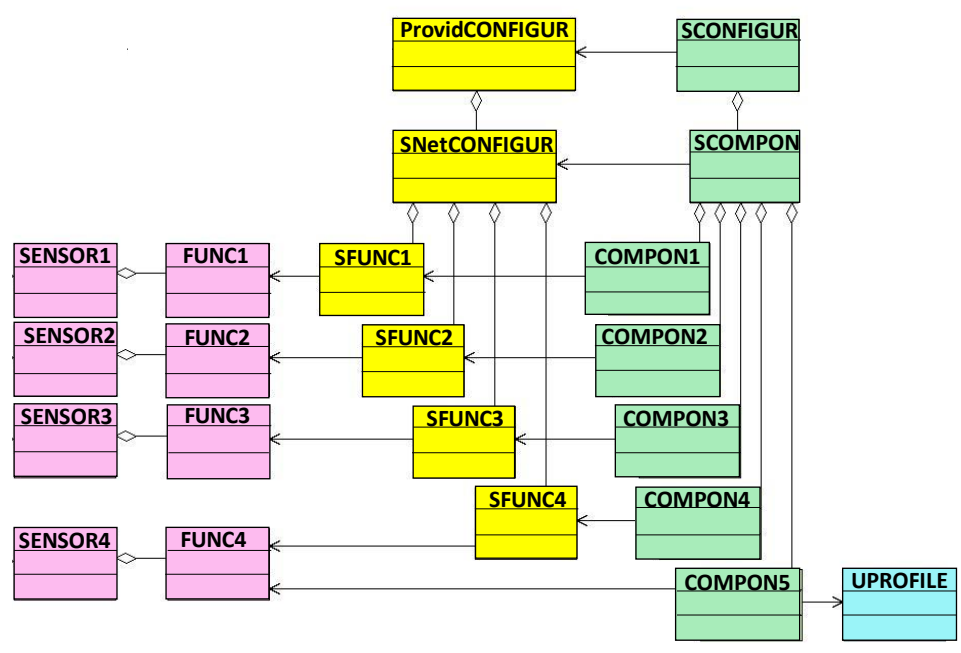 ProvidCONFIGUR
SCONFIGUR
SNetCONFIGUR
SCOMPON
SENSOR1
FUNC1
SFUNC1
COMPON1
SENSOR2
FUNC2
SFUNC2
COMPON2
SENSOR3
FUNC3
SFUNC3
COMPON3
SFUNC4
COMPON4
SENSOR4
FUNC4
COMPON5
UPROFILE